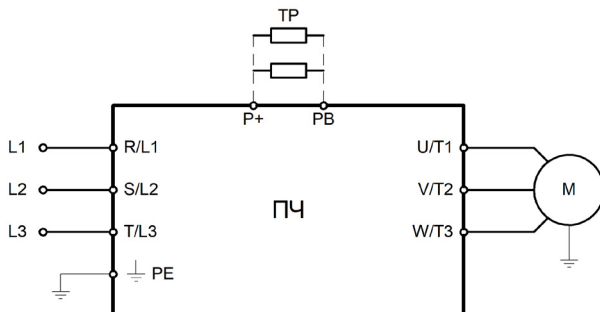 ТР
P+ PB
L1 R/L1 U/T1
L2 S/L2 V/T2 M
ПЧ
L3 T/L3 W/T3
PE